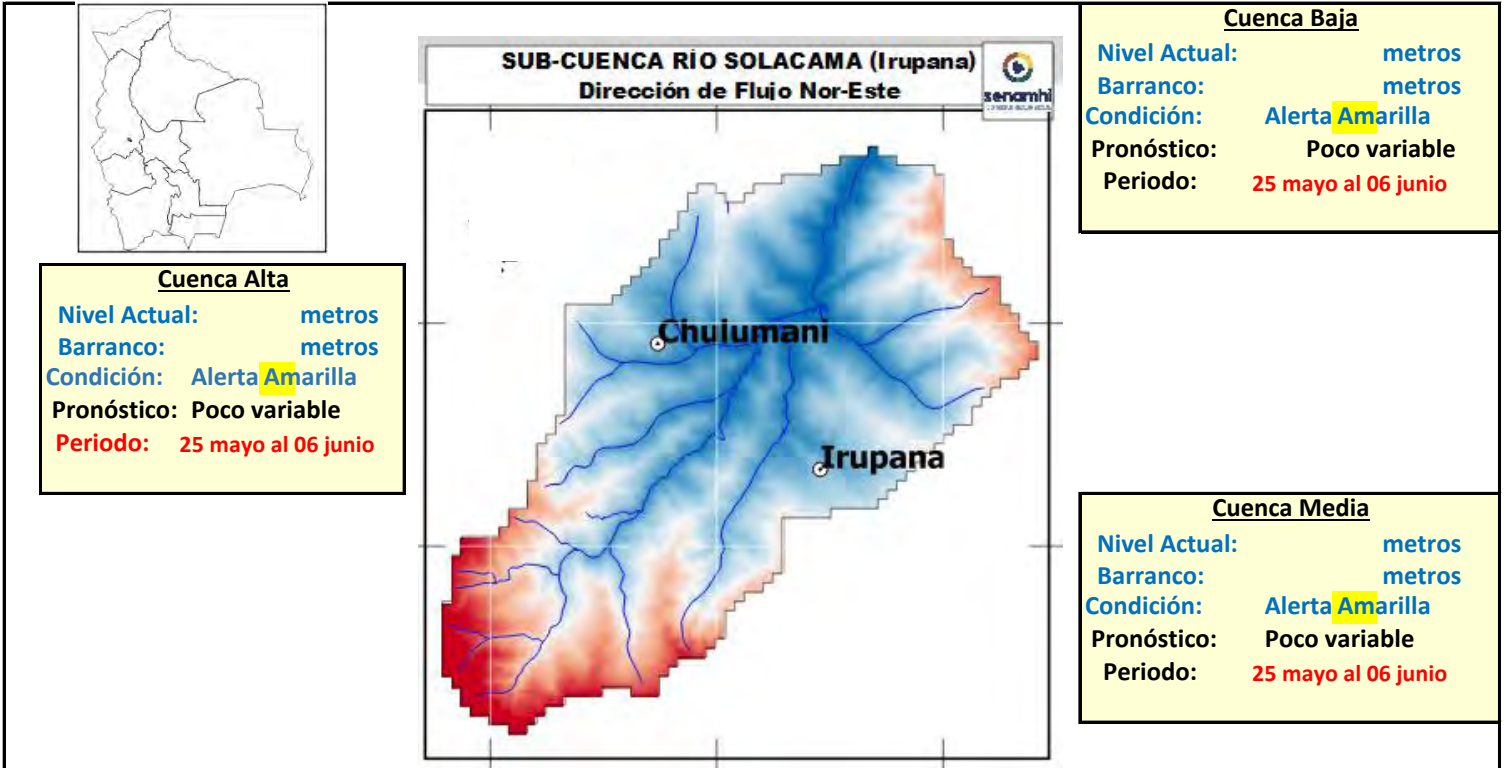 SUB-CUENCA RÍO SOLACAMA (Irupana)
Dirección de Flujo Nor-Este
senamhi
Cuenca Baja
Nivel Actual: metros
Barranco: metros
Condición: Alerta Amarilla
Pronóstico: Poco variable
Periodo: 25 mayo al 06 junio
Cuenca Alta
Nivel Actual: metros
Barranco: metros
Condición: Alerta Amarilla
Pronóstico: Poco variable
Periodo: 25 mayo al 06 junio
Chulumani
Irupana
Cuenca Media
Nivel Actual: metros
Barranco: metros
Condición: Alerta Amarilla
Pronóstico: Poco variable
Periodo: 25 mayo al 06 junio